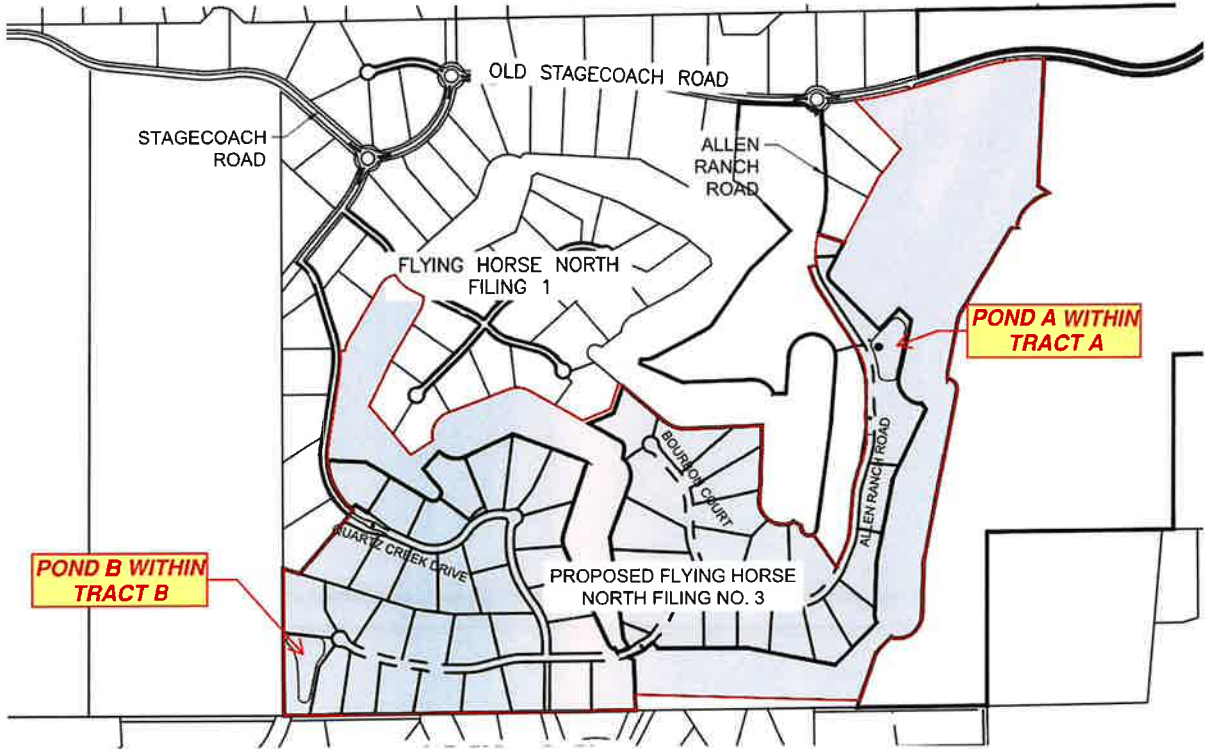 OLD STAGECOACH ROAD
STAGECOACH
ROAD
ALLEN
RANCH
ROAD
FLYING HORSE NORTH
FILING 1
POND A WITHIN
TRACT A
BOURBON COURT
ALLEN RANCH ROAD
QUARTZ CREEK DRIVE
POND B WITHIN
TRACT B
PROPOSED FLYING HORSE
NORTH FILING NO. 3